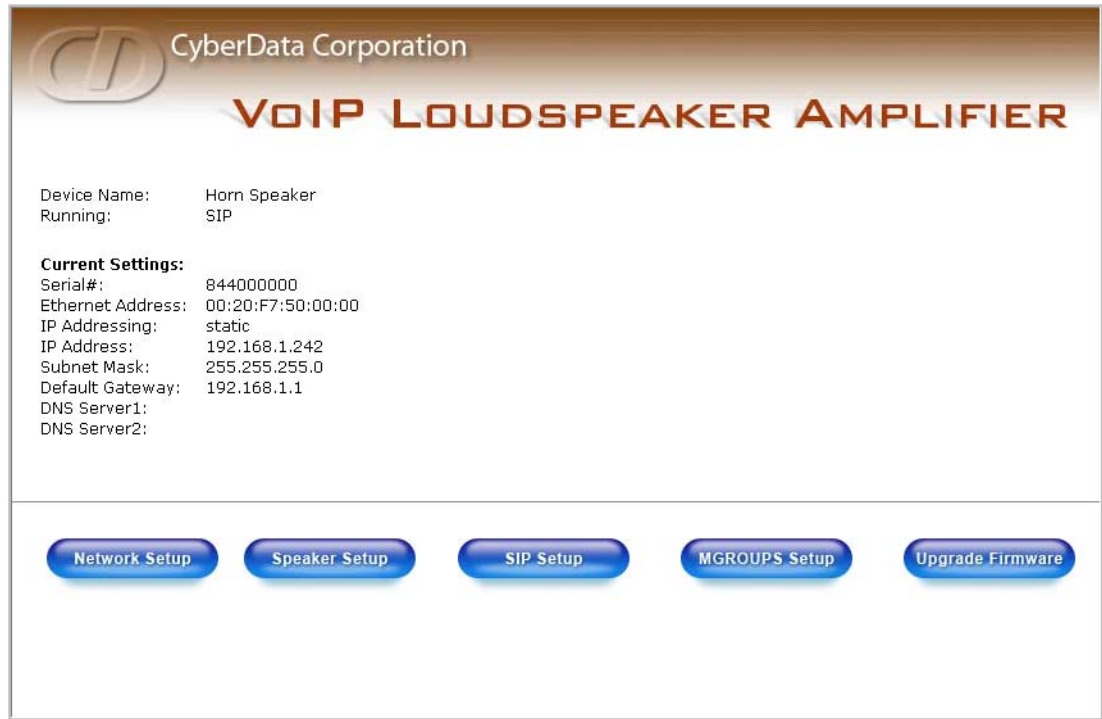 CD CyberData Corporation
VoIP Loudspeaker Amplifier
Device Name: Horn Speaker
Running: SIP
Current Settings:
Serial#: 844000000
Ethernet Address: 00:20:F7:50:00:00
IP Addressing: static
IP Address: 192.168.1.242
Subnet Mask: 255.255.255.0
Default Gateway: 192.168.1.1
DNS Server1:
DNS Server2:
Network Setup Speaker Setup SIP Setup MGROUPS Setup Upgrade Firmware